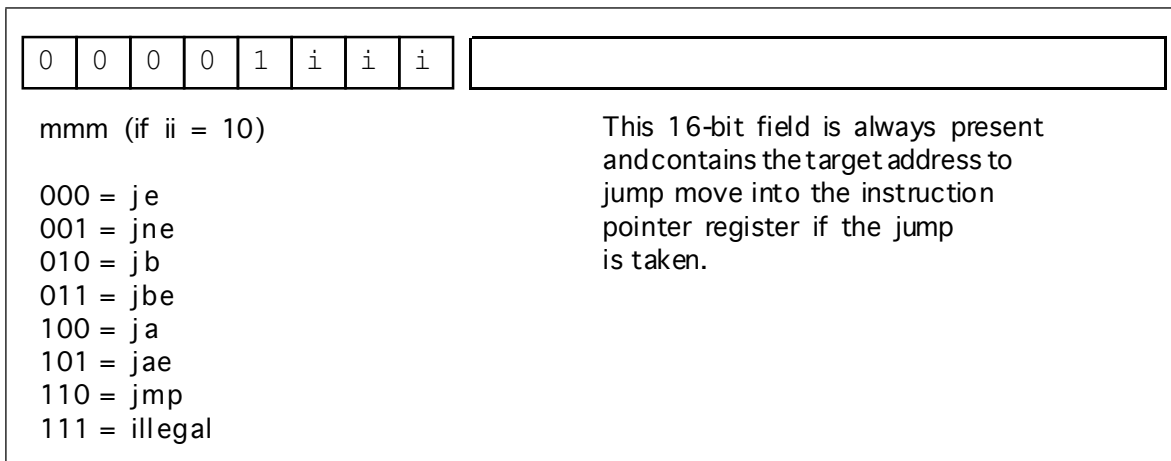 0 0 0 0 1 i i i
mmm (if ii = 10)
000 = je
001 = jne
010 = jb
011 = jbe
100 = ja
101 = jae
110 = jmp
111 = illegal
This 16-bit field is always present
and contains the target address to
jump move into the instruction
pointer register if the jump
is taken.